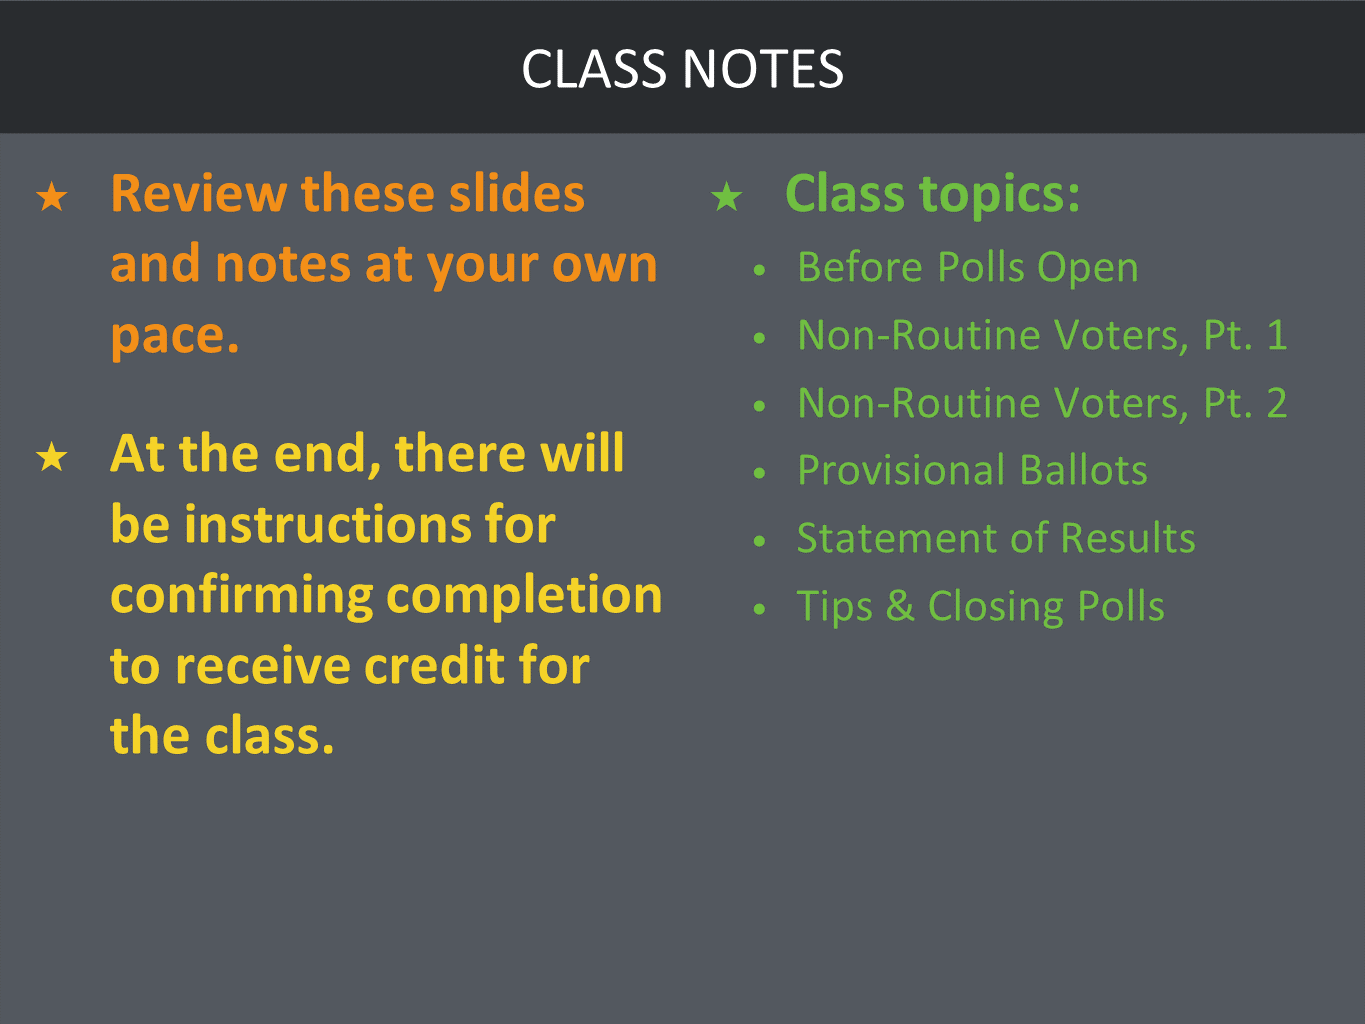 CLASS NOTES
★ Review these slides
and notes at your own
pace.
★ At the end, there will
be instructions for
confirming completion
to receive credit for
the class.
★ Class topics:
• Before Polls Open
• Non-Routine Voters, Pt. 1
• Non-Routine Voters, Pt. 2
• Provisional Ballots
• Statement of Results
• Tips & Closing Polls